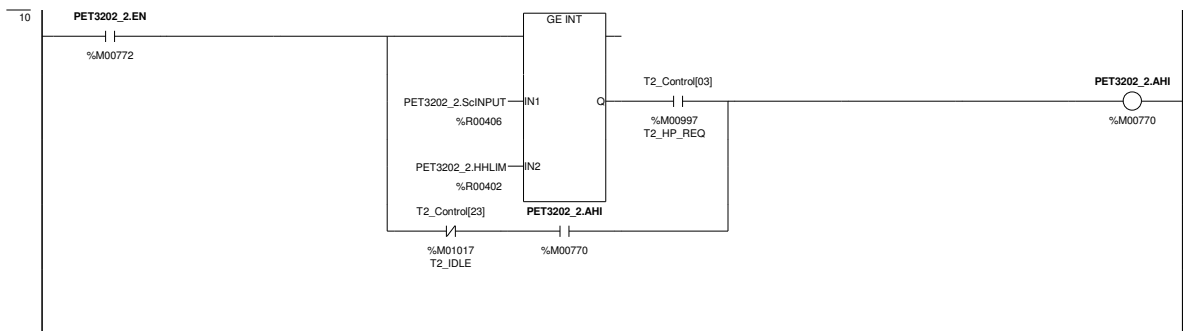 10
PET3202_2.EN
%M00772
GE INT
PET3202_2.ScINPUT IN1 Q
%R00406
T2_Control[03]
%M00997
T2_HP_REQ
PET3202_2.AHI
%M00770
PET3202_2.HHLIM IN2
%R00402
T2_Control[23]
%M01017
T2_IDLE
PET3202_2.AHI
%M00770